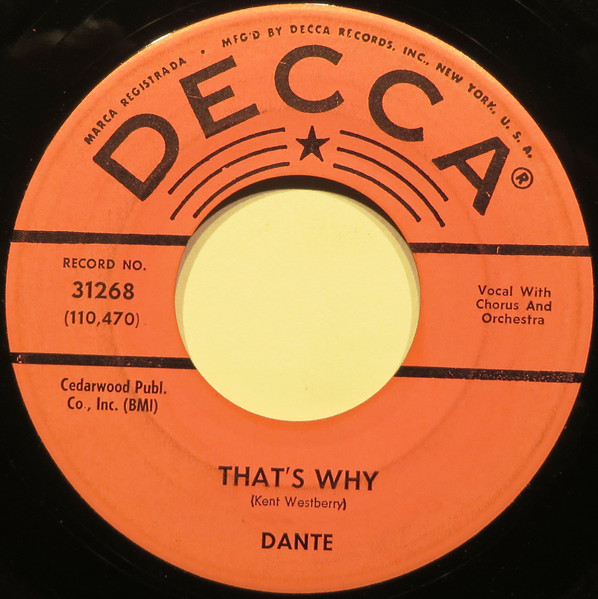 MARCA REGISTRADA • MFG'D BY DECCA RECORDS, INC., NEW YORK, U. S. A.
DECCA®
RECORD NO.
31268
(110,470)
Vocal With
Chorus And
Orchestra
Cedarwood Publ.
Co., Inc. (BMI)
THAT'S WHY
(Kent Westberry)
DANTE